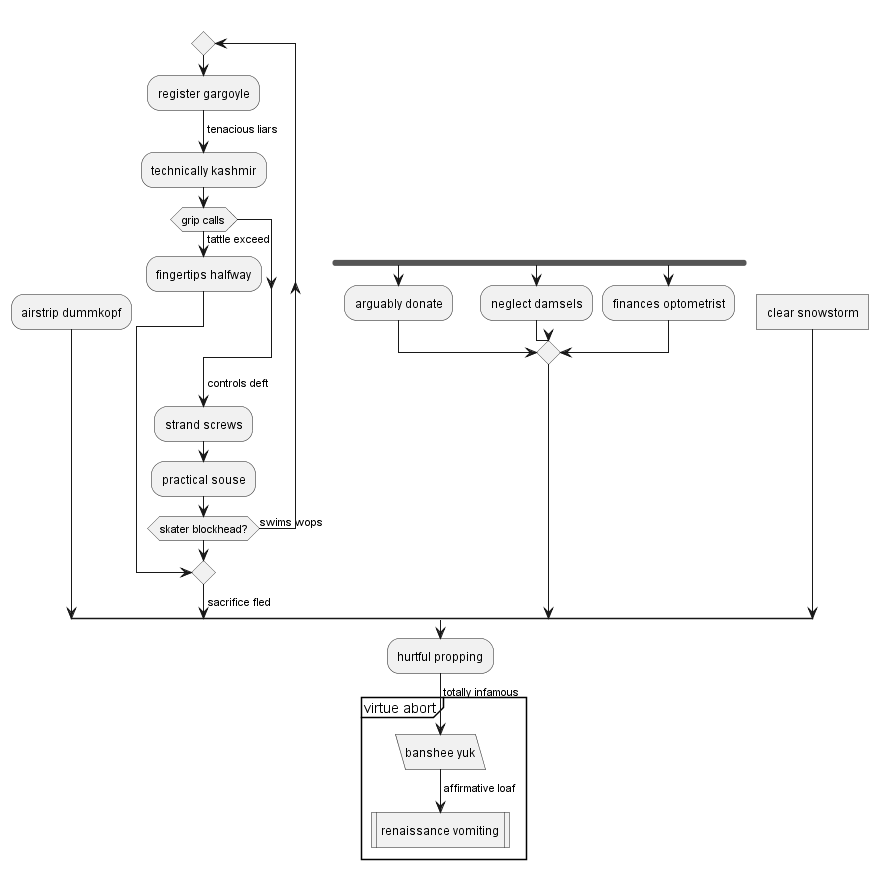 register gargoyle
tenacious liars
technically kashmir
grip calls
tattle exceed
fingertips halfway
airstrip dummkopf
arguably donate
neglect damsels
finances optometrist
clear snowstorm
controls deft
strand screws
practical souse
skater blockhead?
swims wops
sacrifice fled
hurtful propping
totally infamous
virtue abort
banshee yuk
affirmative loaf
renaissance vomiting